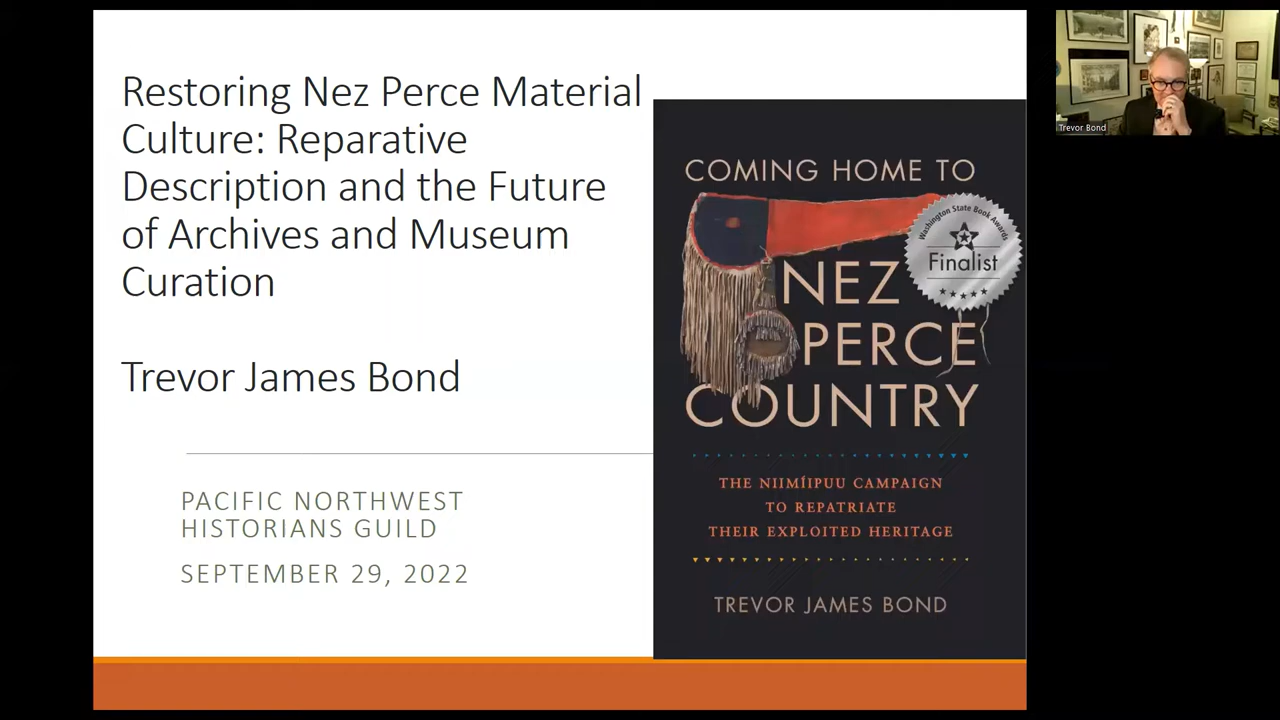 Restoring Nez Perce Material
Culture: Reparative
Description and the Future
of Archives and Museum
Curation
Trevor James Bond
PACIFIC NORTHWEST
HISTORIANS GUILD
SEPTEMBER 29, 2022
COMING HOME TO
NEZ
PERCE
COUNTRY
Washington State Book Awards
Finalist
THE NIIMÍIPUU CAMPAIGN
TO REPATRIATE
THEIR EXPLOITED HERITAGE
TREVOR JAMES BOND
Trevor Bond